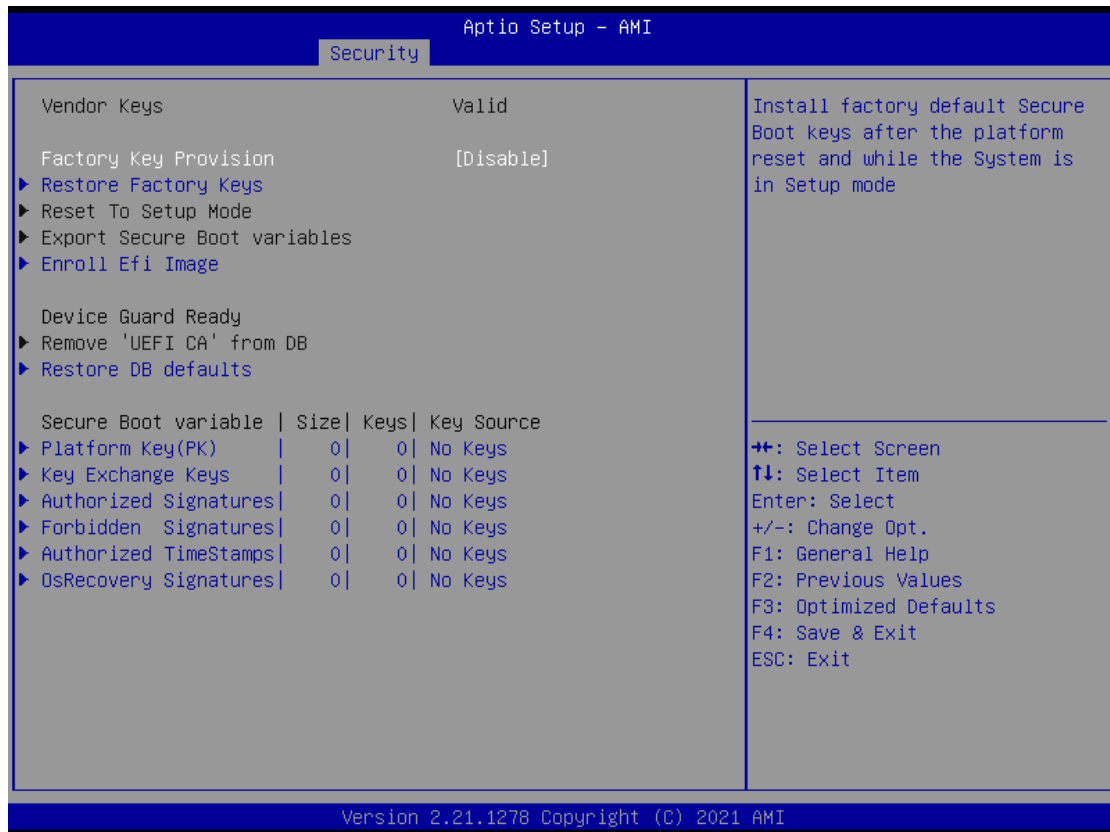 Aptio Setup – AMI
Security
Vendor Keys Valid
Factory Key Provision [Disable]
Restore Factory Keys
Reset To Setup Mode
Export Secure Boot variables
Enroll Efi Image
Device Guard Ready
Remove 'UEFI CA' from DB
Restore DB defaults
Secure Boot variable | Size| Keys| Key Source
Platform Key(PK) | 0| 0| No Keys
Key Exchange Keys | 0| 0| No Keys
Authorized Signatures| 0| 0| No Keys
Forbidden Signatures| 0| 0| No Keys
Authorized TimeStamps| 0| 0| No Keys
OsRecovery Signatures| 0| 0| No Keys
Install factory default Secure
Boot keys after the platform
reset and while the System is
in Setup mode
→←: Select Screen
↑↓: Select Item
Enter: Select
+/-: Change Opt.
F1: General Help
F2: Previous Values
F3: Optimized Defaults
F4: Save & Exit
ESC: Exit
Version 2.21.1278 Copyright (C) 2021 AMI